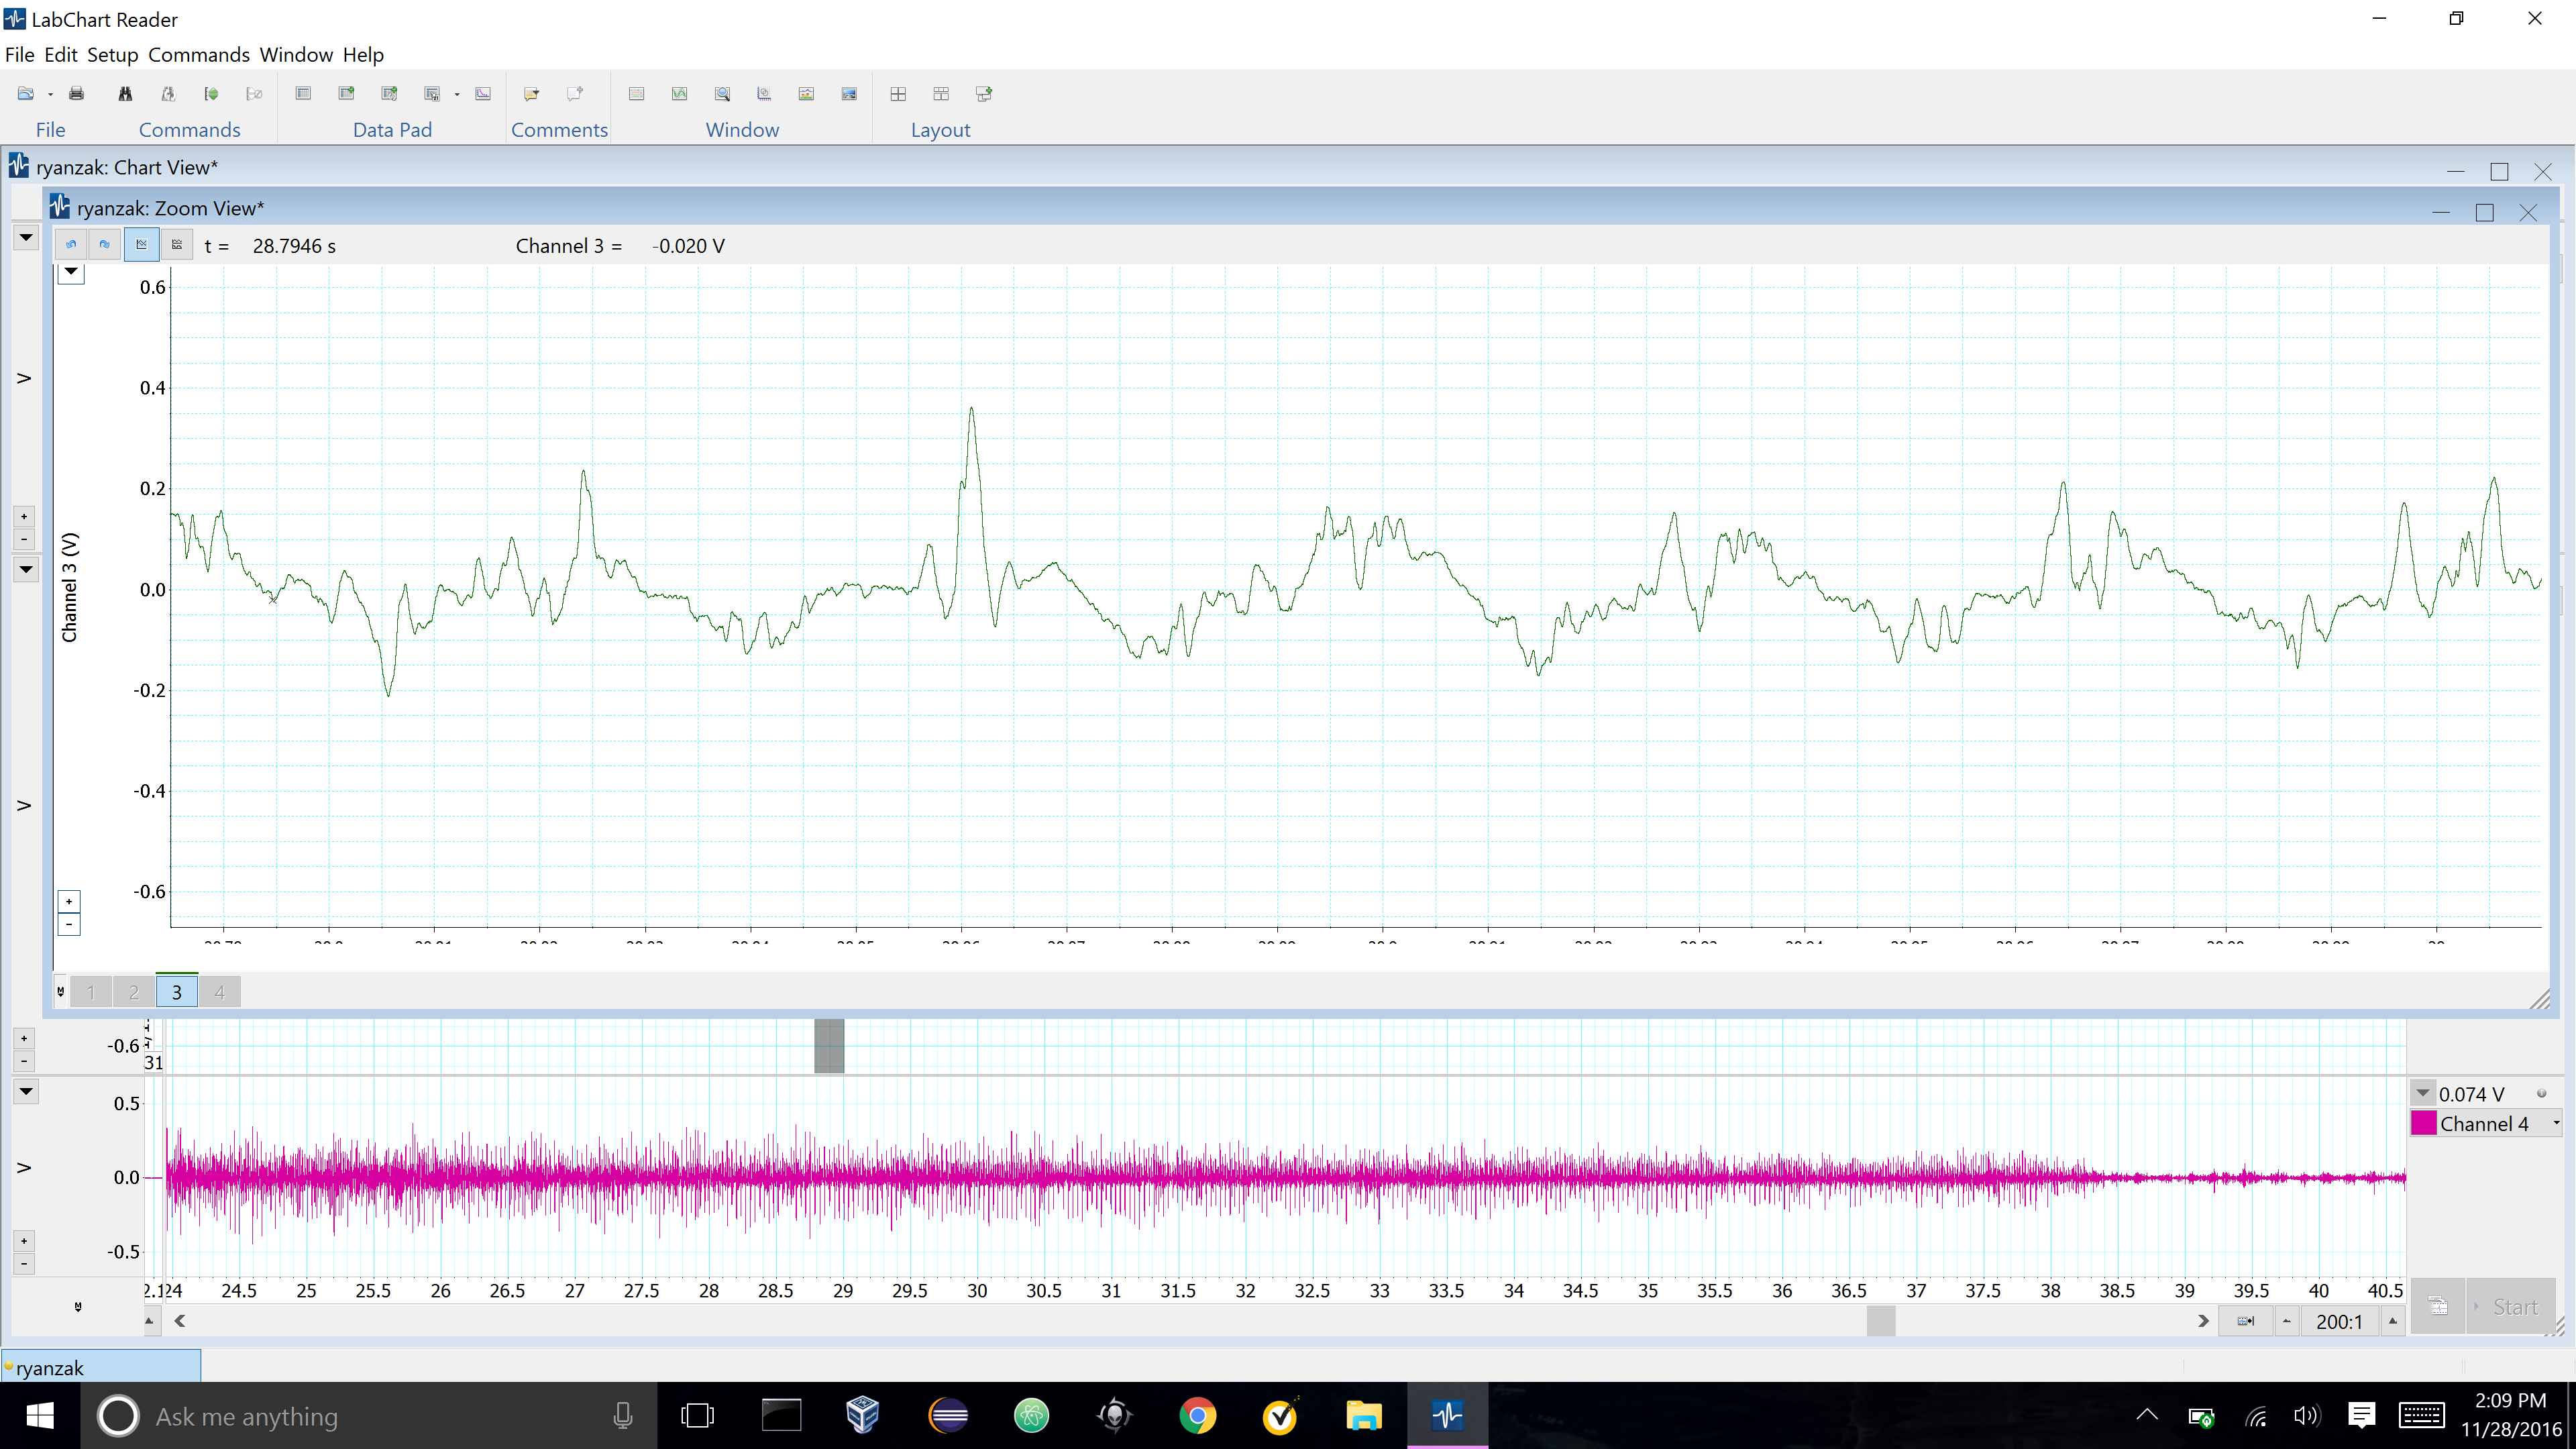 LabChart Reader
File Edit Setup Commands Window Help
File Commands Data Pad Comments Window Layout
ryanzak: Chart View*
ryanzak: Zoom View*
t = 28.7946 s Channel 3 = -0.020 V
0.6
0.4
0.2
0.0
-0.2
-0.4
-0.6
Channel 3 (V)
V
V
1 2 3 4
-0.6
31
0.5
0.0
-0.5
V
0.074 V
Channel 4
24 24.5 25 25.5 26 26.5 27 27.5 28 28.5 29 29.5 30 30.5 31 31.5 32 32.5 33 33.5 34 34.5 35 35.5 36 36.5 37 37.5 38 38.5 39 39.5 40 40.5
200:1 Start
ryanzak
Ask me anything
2:09 PM
11/28/2016